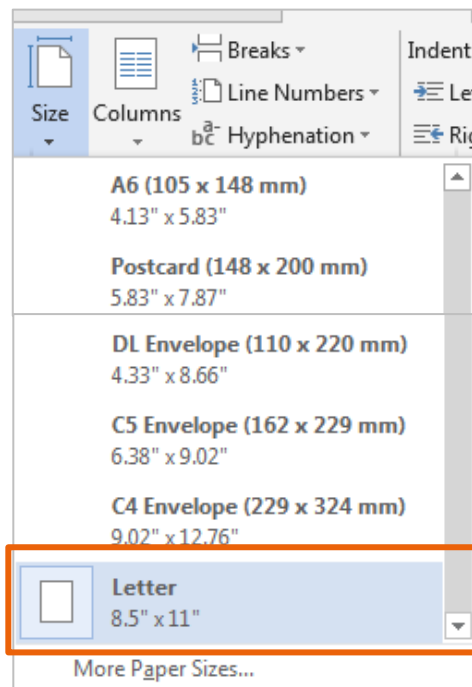 Size
Columns
Breaks
Line Numbers
Hyphenation
Indent
A6 (105 x 148 mm)
4.13" x 5.83"
Postcard (148 x 200 mm)
5.83" x 7.87"
DL Envelope (110 x 220 mm)
4.33" x 8.66"
C5 Envelope (162 x 229 mm)
6.38" x 9.02"
C4 Envelope (229 x 324 mm)
9.02" x 12.76"
Letter
8.5" x 11"
More Paper Sizes...